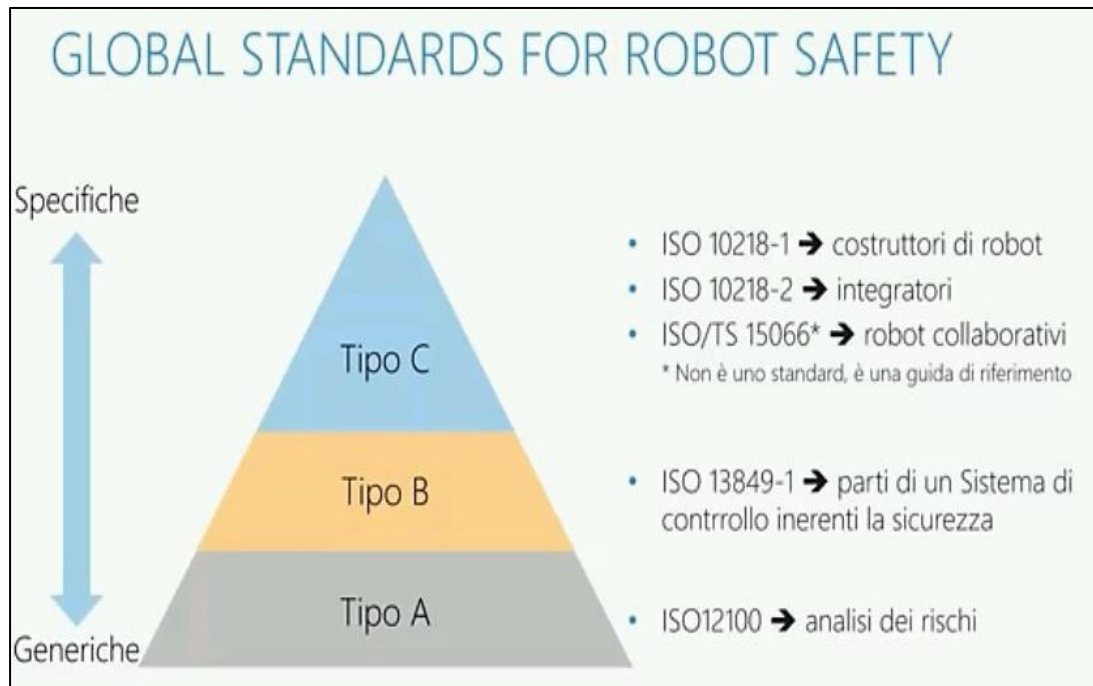 GLOBAL STANDARDS FOR ROBOT SAFETY
Specifiche
Generiche
Tipo C
Tipo B
Tipo A
• ISO 10218-1 ➔ costruttori di robot
• ISO 10218-2 ➔ integratori
• ISO/TS 15066* ➔ robot collaborativi
* Non è uno standard, è una guida di riferimento
• ISO 13849-1 ➔ parti di un Sistema di
contrrollo inerenti la sicurezza
• ISO12100 ➔ analisi dei rischi